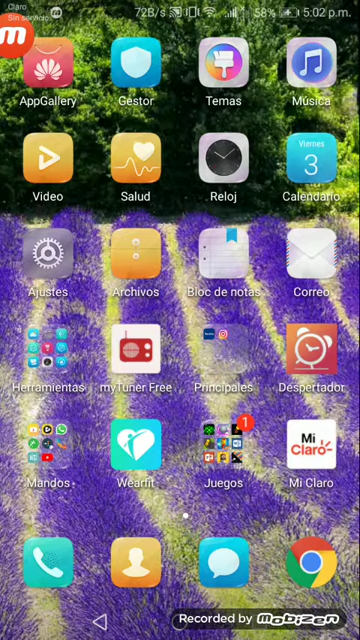 Claro
Sin servicio
72B/s
58%
5:02 p.m.
AppGallery
Gestor
Temas
Música
Viernes
3
Video
Salud
Reloj
Calendario
Ajustes
Archivos
Bloc de notas
Correo
Herramientas
myTuner Free
Principales
Despertador
1
Mi
Claro
Mandos
Wearfit
Juegos
Mi Claro
Recorded by Mobizen